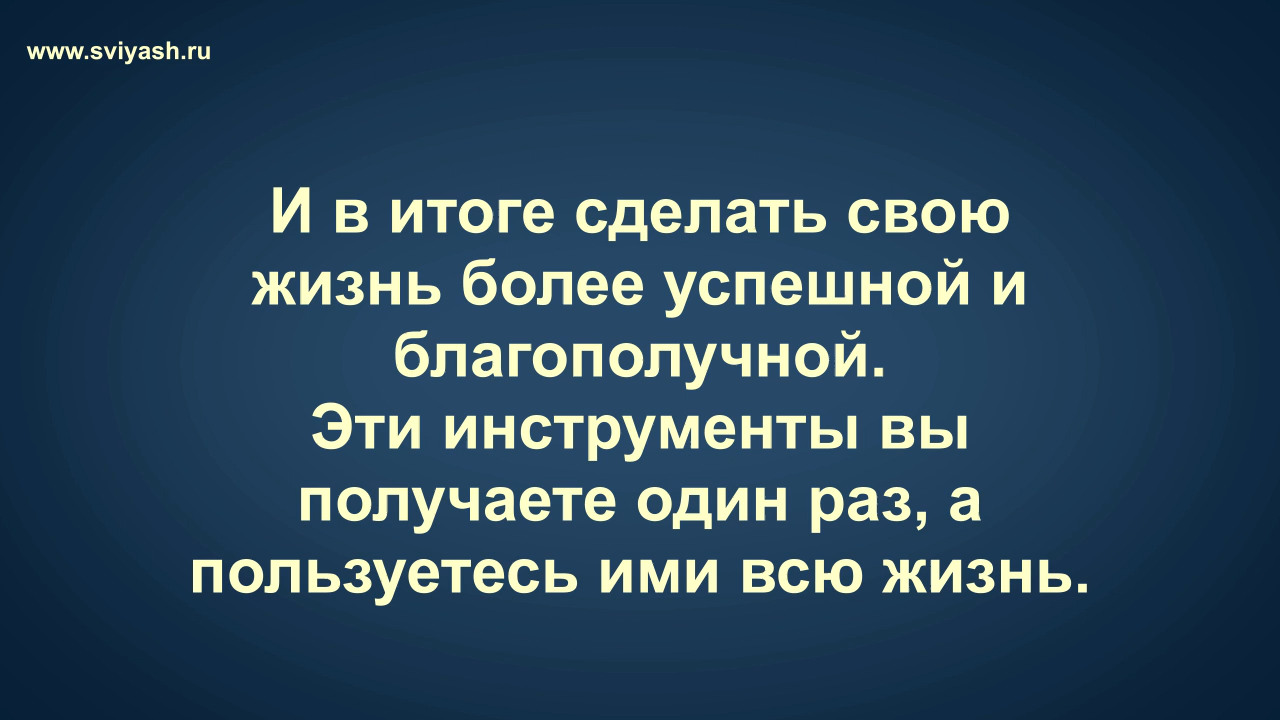 www.sviyash.ru
И в итоге сделать свою
жизнь более успешной и
благополучной.
Эти инструменты вы
получаете один раз, а
пользуетесь ими всю жизнь.